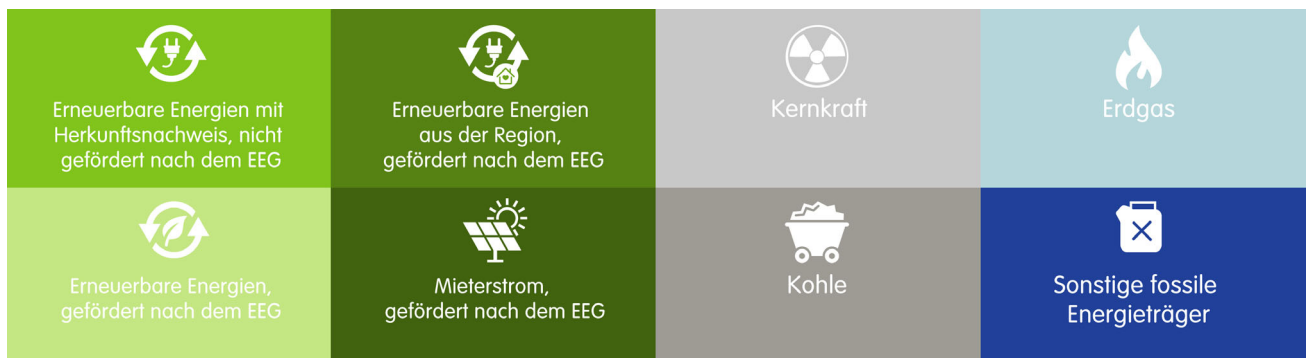 Erneuerbare Energien mit
Herkunftsnachweis, nicht
gefördert nach dem EEG
Erneuerbare Energien
aus der Region,
gefördert nach dem EEG
Kernkraft
Erdgas
Erneuerbare Energien,
gefördert nach dem EEG
Mieterstrom,
gefördert nach dem EEG
Kohle
Sonstige fossile
Energieträger